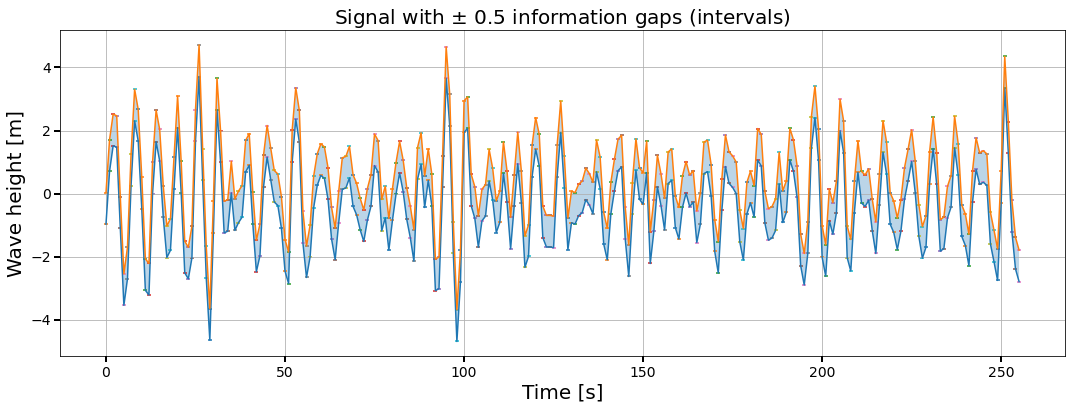 Signal with ± 0.5 information gaps (intervals)
Wave height [m]
4
2
0
−2
−4
0 50 100 150 200 250
Time [s]